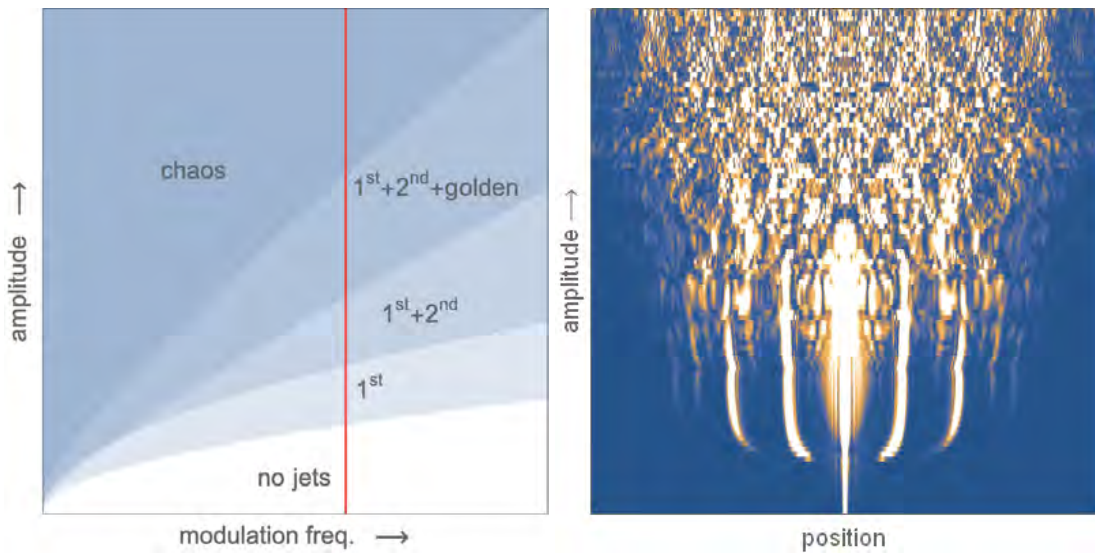 chaos
1st+2nd+golden
1st+2nd
1st
no jets
amplitude →
modulation freq. →
amplitude →
position